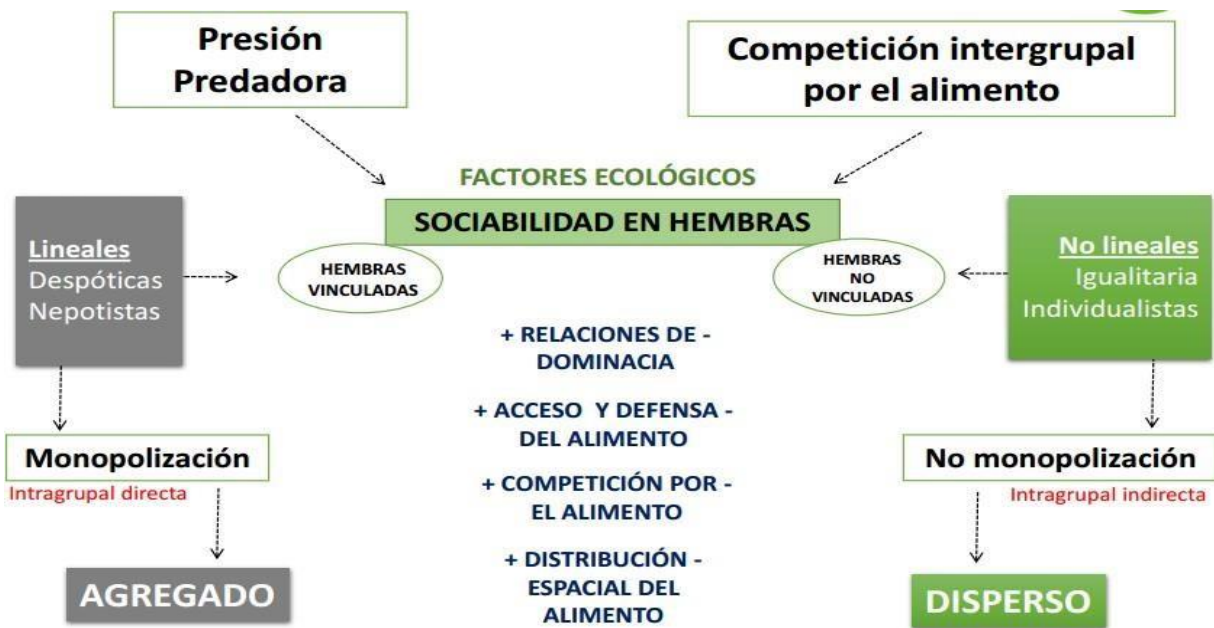 Presión
Predadora
Competición intergrupal
por el alimento
FACTORES ECOLÓGICOS
SOCIABILIDAD EN HEMBRAS
Lineales
Despóticas
Nepotistas
HEMBRAS
VINCULADAS
HEMBRAS
NO
VINCULADAS
No lineales
Igualitaria
Individualistas
+ RELACIONES DE -
DOMINACIA
+ ACCESO Y DEFENSA -
DEL ALIMENTO
+ COMPETICIÓN POR -
EL ALIMENTO
+ DISTRIBUCIÓN -
ESPACIAL DEL
ALIMENTO
Monopolización
Intragrupal directa
No monopolización
Intragrupal indirecta
AGREGADO
DISPERSO